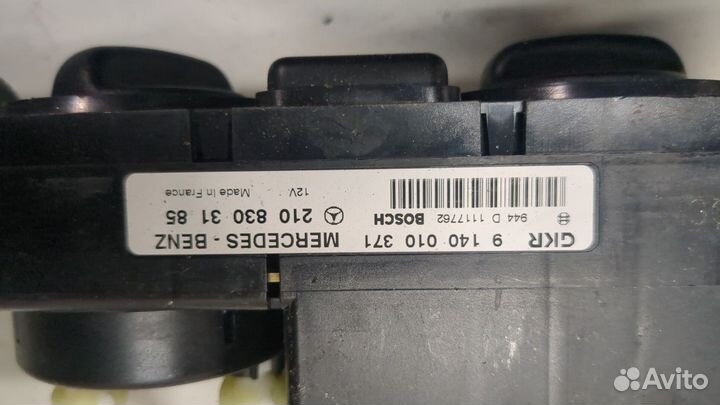 GKR 9 140 010 371 MERCEDES - BENZ
944 D 1117762 BOSCH 210 830 31 85
12V Made in France
Avito